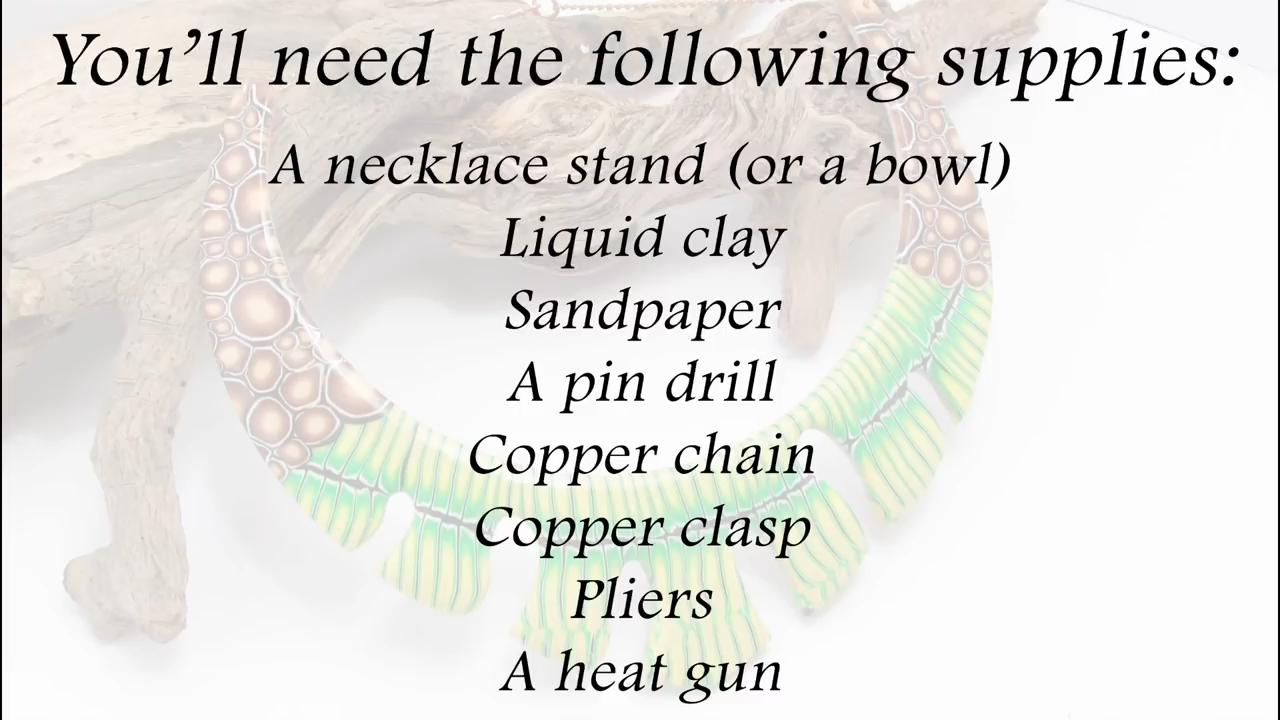 You'll need the following supplies:
A necklace stand (or a bowl)
Liquid clay
Sandpaper
A pin drill
Copper chain
Copper clasp
Pliers
A heat gun